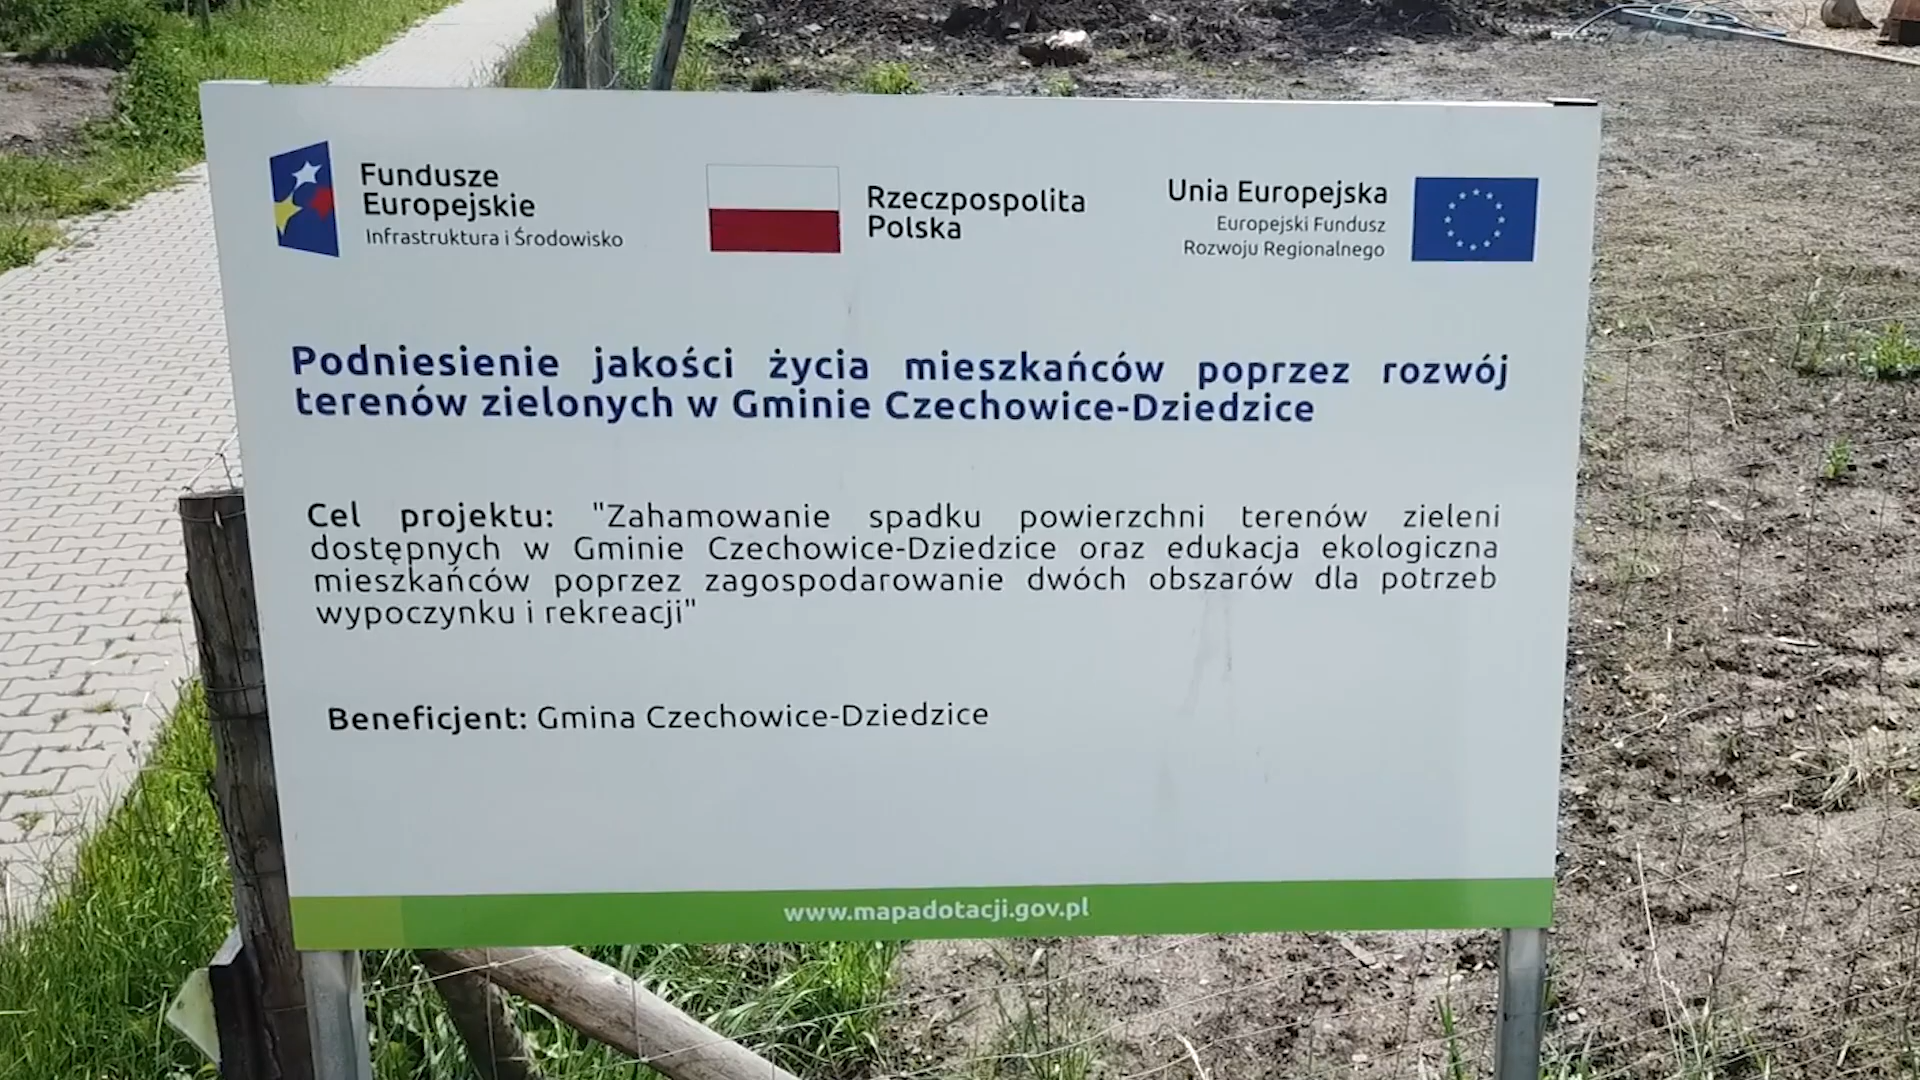 Fundusze
Europejskie
Infrastruktura i Środowisko
Rzeczpospolita
Polska
Unia Europejska
Europejski Fundusz
Rozwoju Regionalnego
Podniesienie jakości życia mieszkańców poprzez rozwój
terenów zielonych w Gminie Czechowice-Dziedzice
Cel projektu: "Zahamowanie spadku powierzchni terenów zieleni
dostępnych w Gminie Czechowice-Dziedzice oraz edukacja ekologiczna
mieszkańców poprzez zagospodarowanie dwóch obszarów dla potrzeb
wypoczynku i rekreacji"
Beneficjent: Gmina Czechowice-Dziedzice
www.mapadotacji.gov.pl